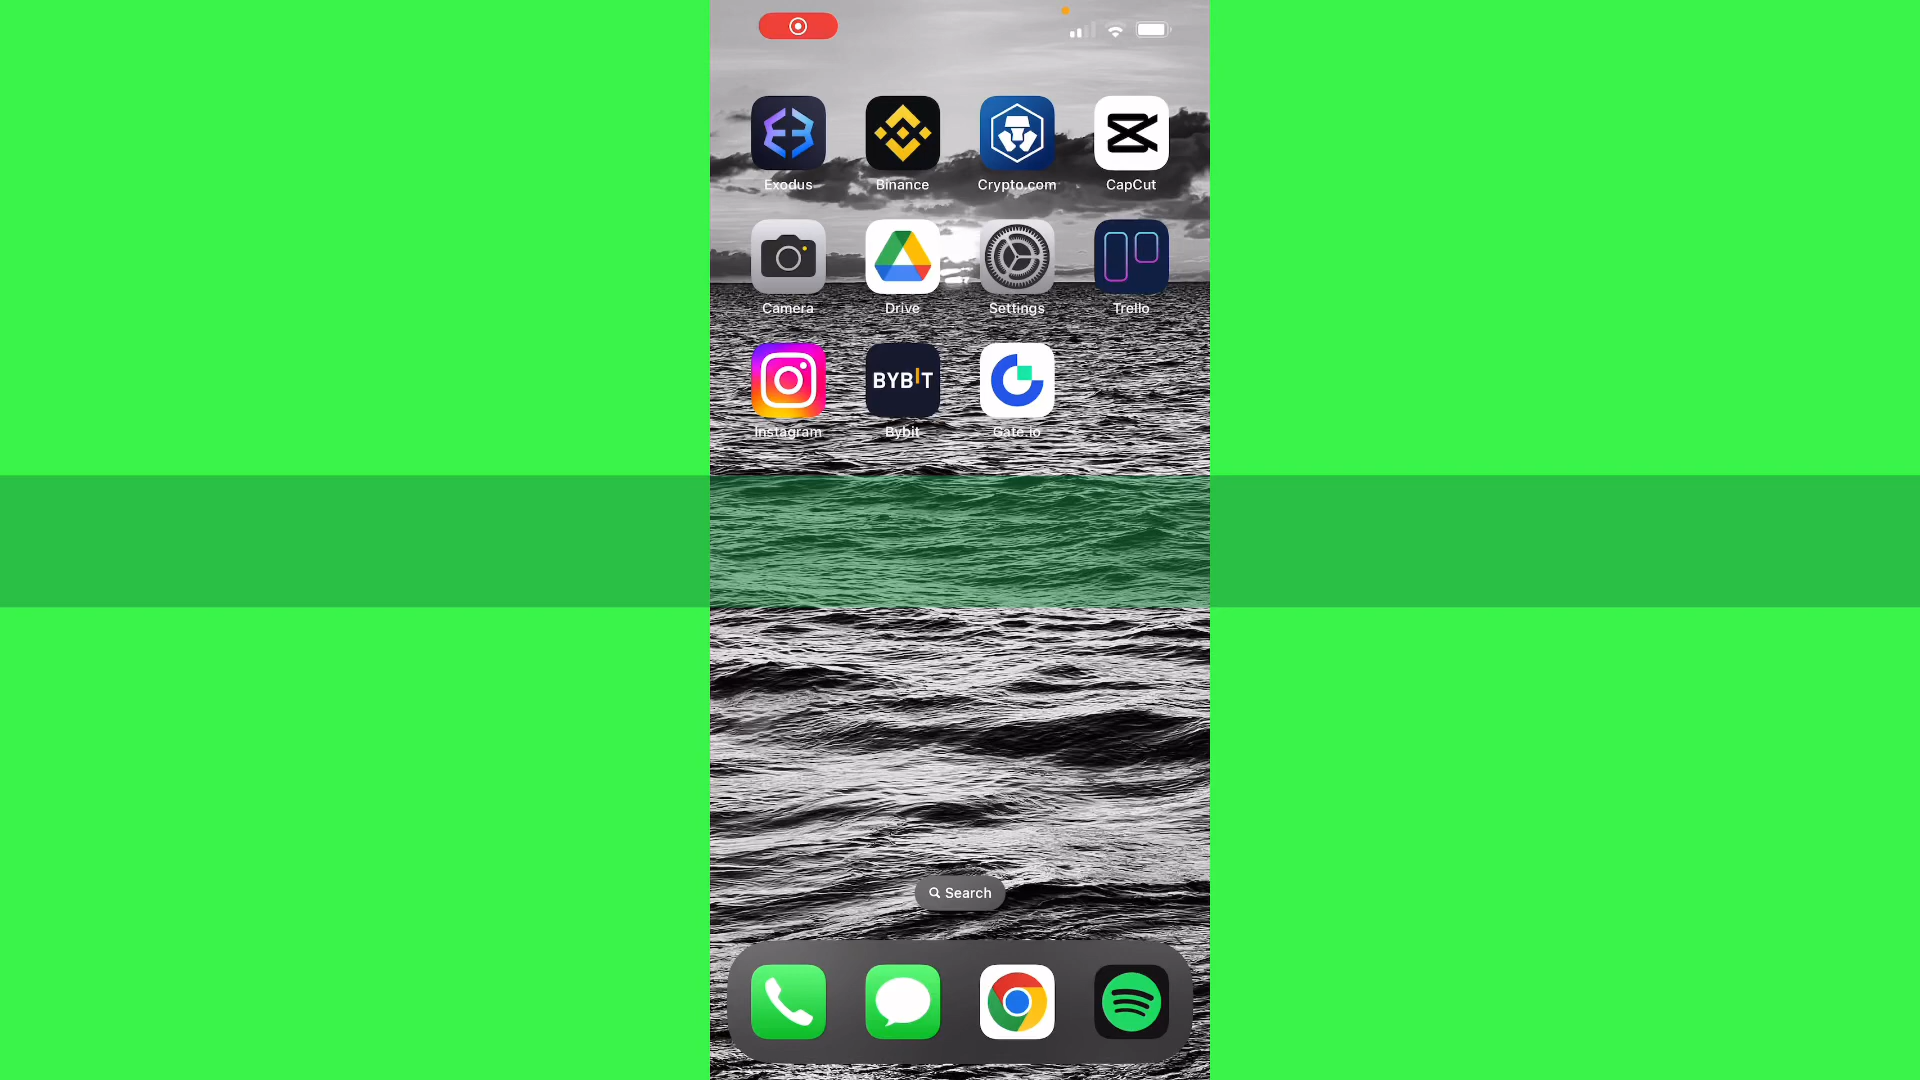 Exodus Binance Crypto.com CapCut
Camera Drive Settings Trello
BYBIT
Instagram Bybit Gate.io
Search